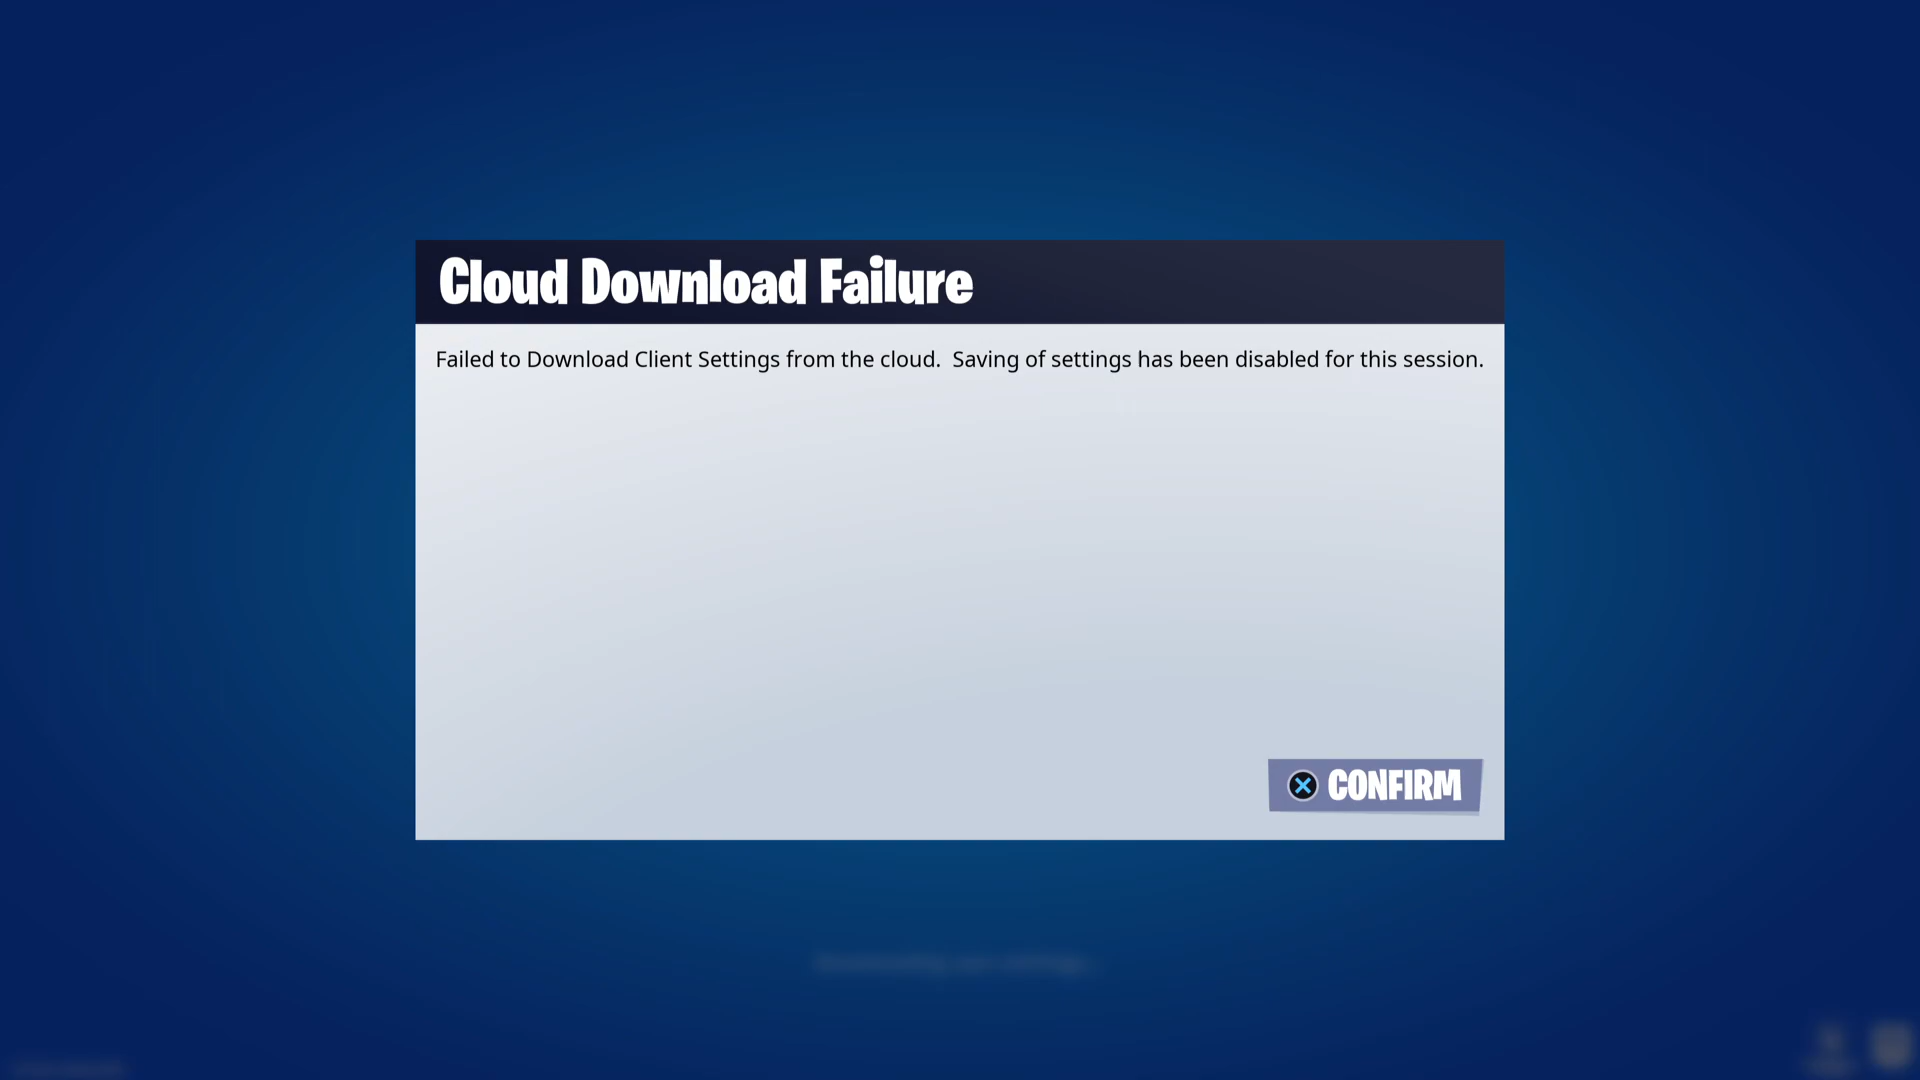 Cloud Download Failure
Failed to Download Client Settings from the cloud.  Saving of settings has been disabled for this session.
CONFIRM